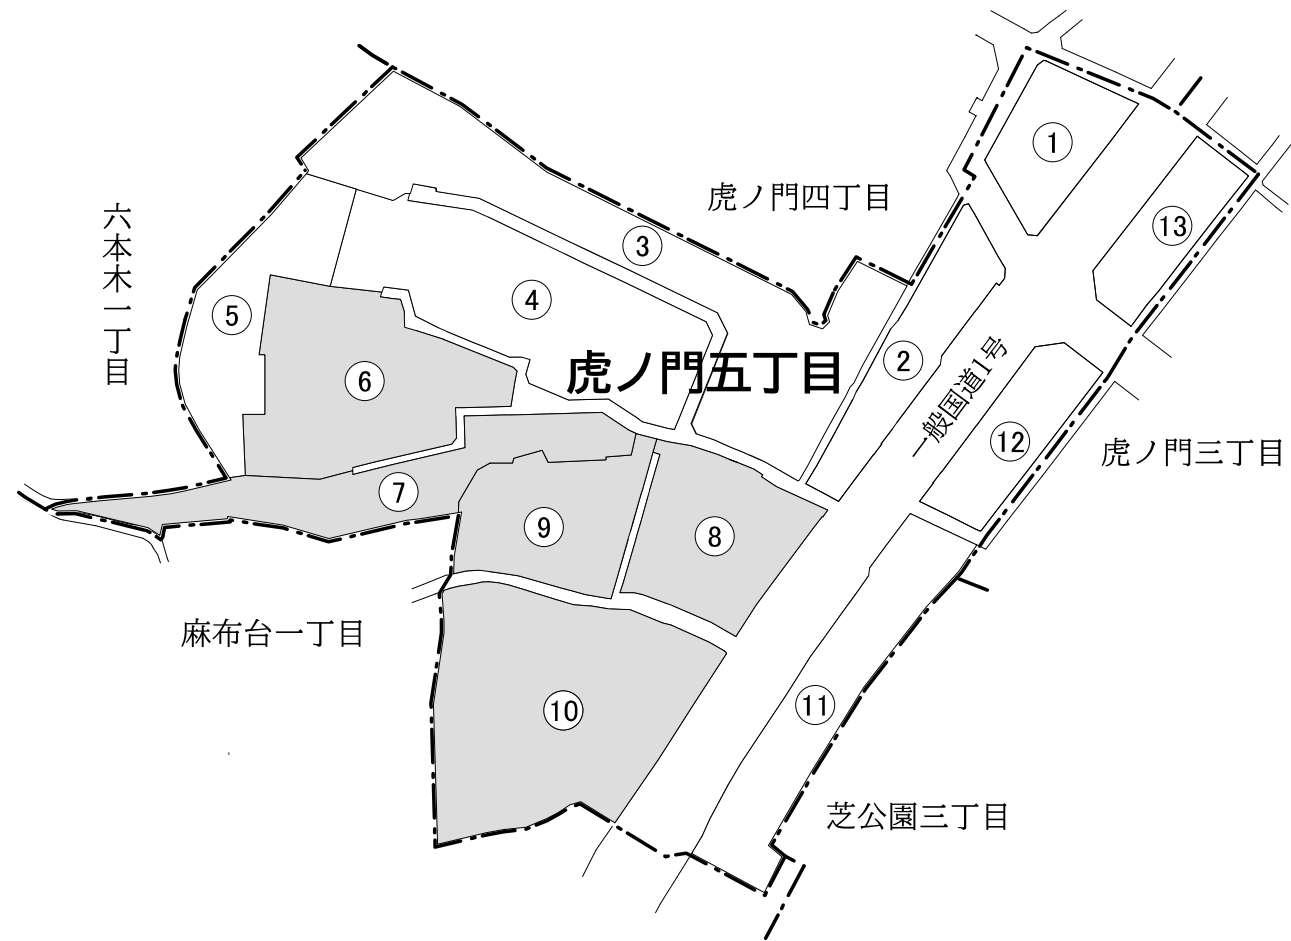 ①
⑬
虎ノ門四丁目
六本木一丁目
③
④
⑤
②
虎ノ門五丁目
一般国道1号
⑥
⑫
虎ノ門三丁目
⑦
⑨
⑧
麻布台一丁目
⑩
⑪
芝公園三丁目